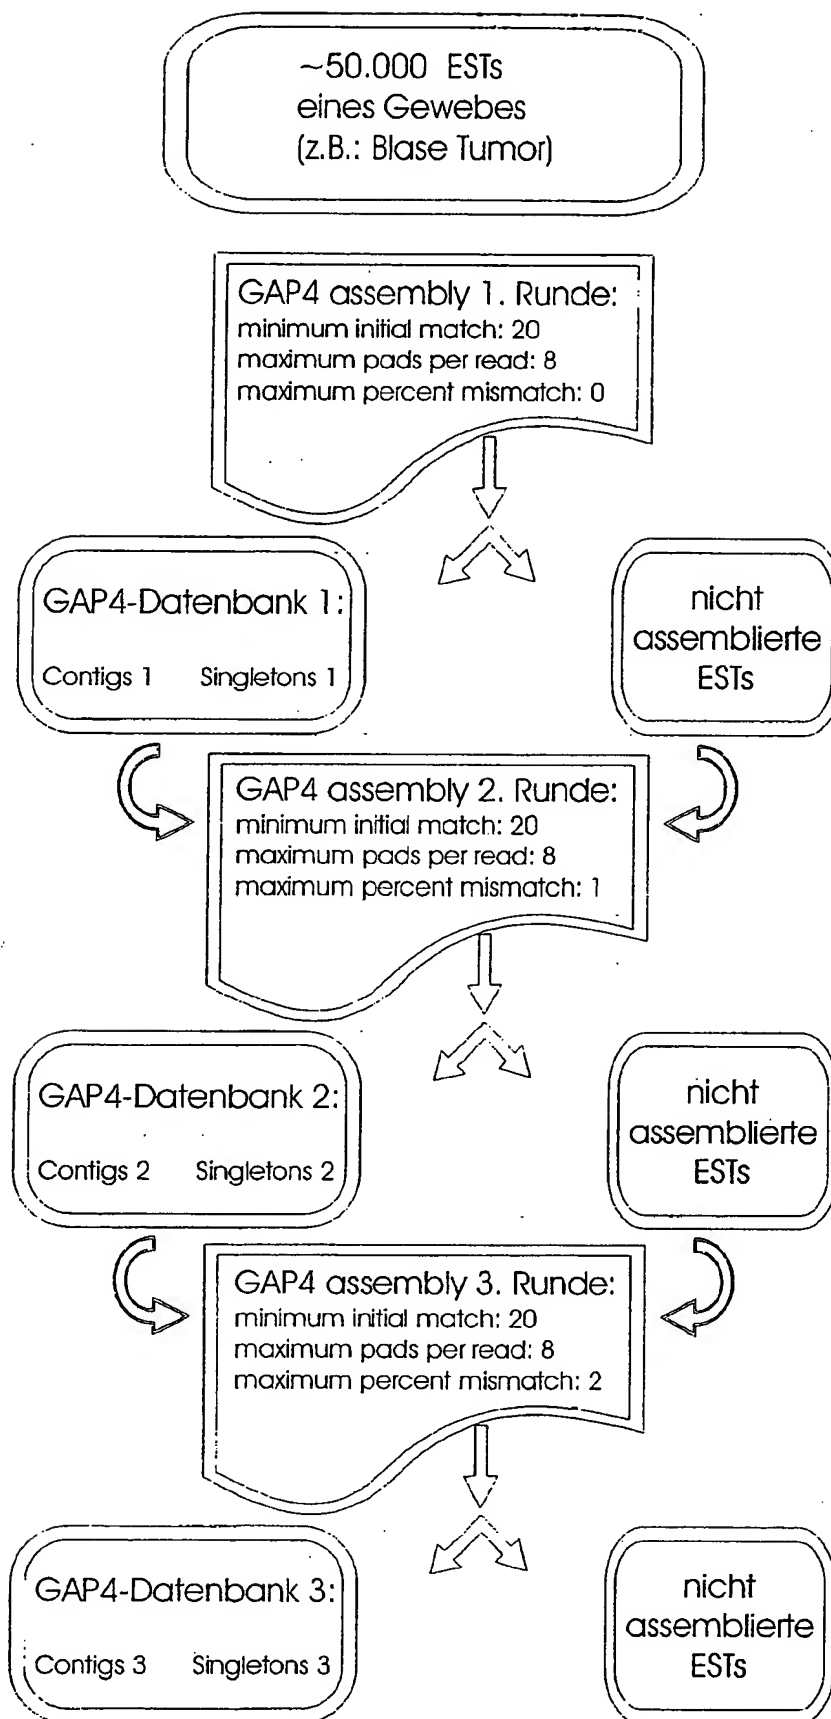 ~50.000 ESTs
eines Gewebes
(z.B.: Blase Tumor)
GAP4 assembly 1. Runde:
minimum initial match: 20
maximum pads per read: 8
maximum percent mismatch: 0
GAP4-Datenbank 1:
Contigs 1 Singletons 1
nicht
assemblierte
ESTs
GAP4 assembly 2. Runde:
minimum initial match: 20
maximum pads per read: 8
maximum percent mismatch: 1
GAP4-Datenbank 2:
Contigs 2 Singletons 2
nicht
assemblierte
ESTs
GAP4 assembly 3. Runde:
minimum initial match: 20
maximum pads per read: 8
maximum percent mismatch: 2
GAP4-Datenbank 3:
Contigs 3 Singletons 3
nicht
assemblierte
ESTs